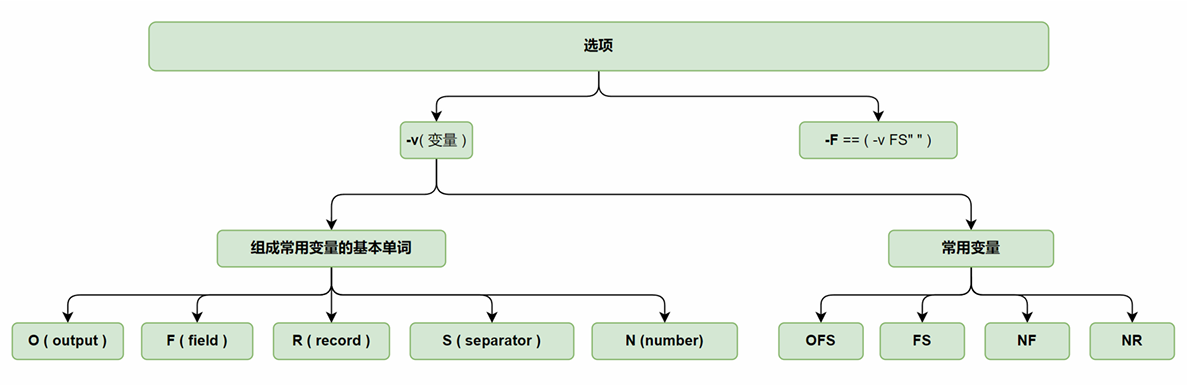 选项
-v( 变量 )
-F == ( -v FS" " )
组成常用变量的基本单词
常用变量
O ( output )
F ( field )
R ( record )
S ( separator )
N (number)
OFS
FS
NF
NR